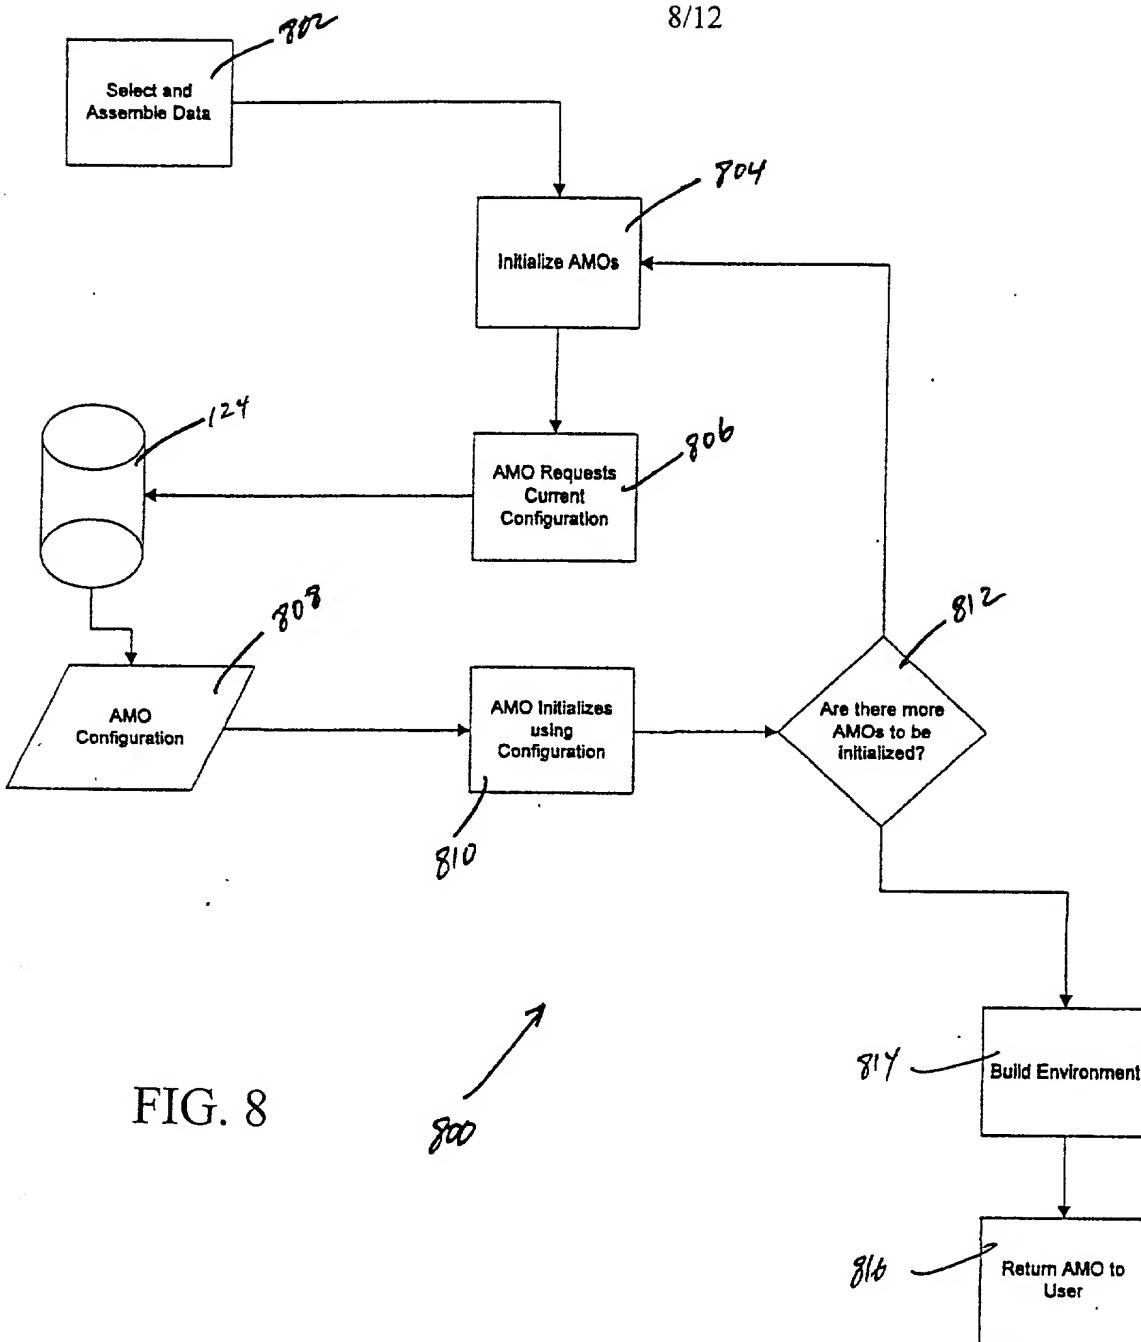 8/12
802
Select and
Assemble Data
804
Initialize AMOs
124
806
AMO Requests
Current
Configuration
808
AMO
Configuration
AMO Initializes
using
Configuration
810
812
Are there more
AMOs to be
initialized?
814
Build Environment
FIG. 8
800
816
Return AMO to
User